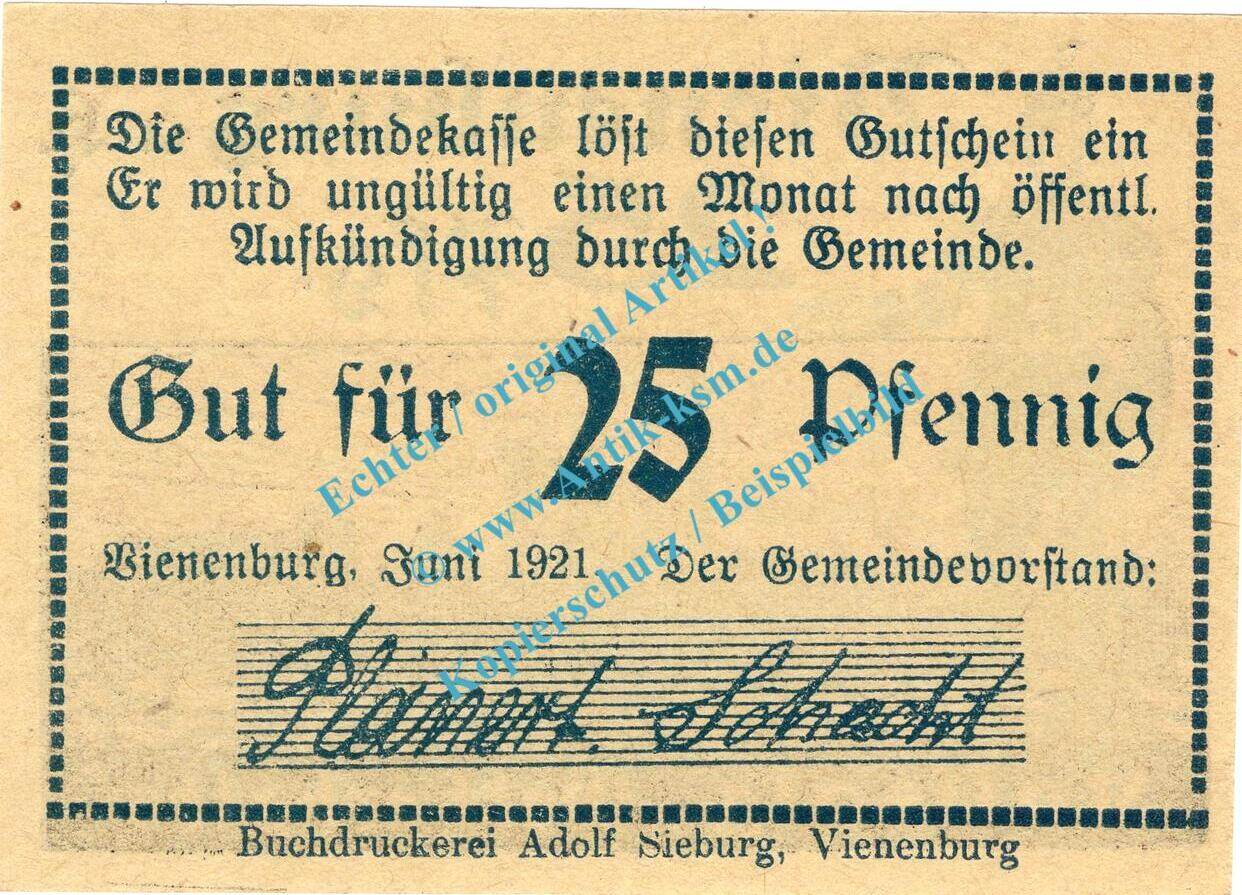 Die Gemeindekasse löst diesen Gutschein ein
Er wird ungültig einen Monat nach öffentl.
Aufkündigung durch die Gemeinde.
Gut für 25 Pfennig
Vienenburg, Juni 1921 Der Gemeindevorstand:
Schacht
Buchdruckerei Adolf Sieburg, Vienenburg
Echter / original Artikel !
© www.Antik-ksm.de
Kopierschutz / Beispielbild